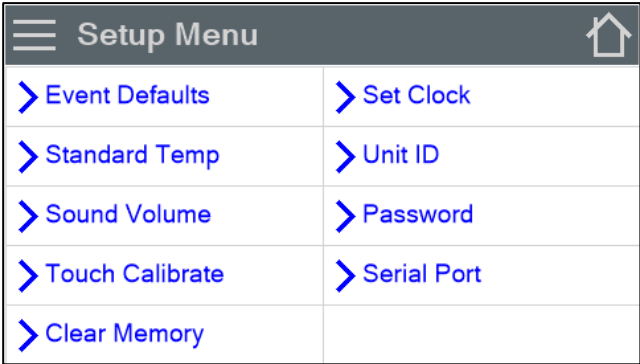 Setup Menu
Event Defaults
Set Clock
Standard Temp
Unit ID
Sound Volume
Password
Touch Calibrate
Serial Port
Clear Memory